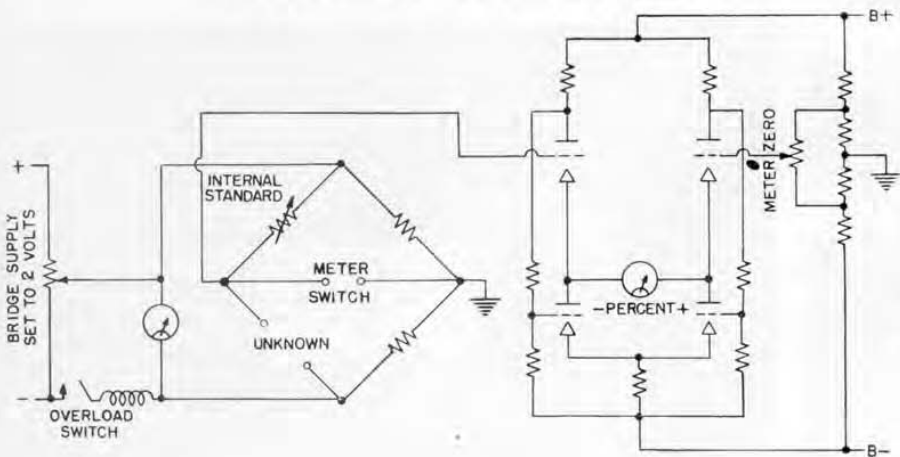 B+
+
BRIDGE SUPPLY
SET TO 2 VOLTS
-
OVERLOAD
SWITCH
INTERNAL
STANDARD
METER
SWITCH
UNKNOWN
-PERCENT+
METER ZERO
B-